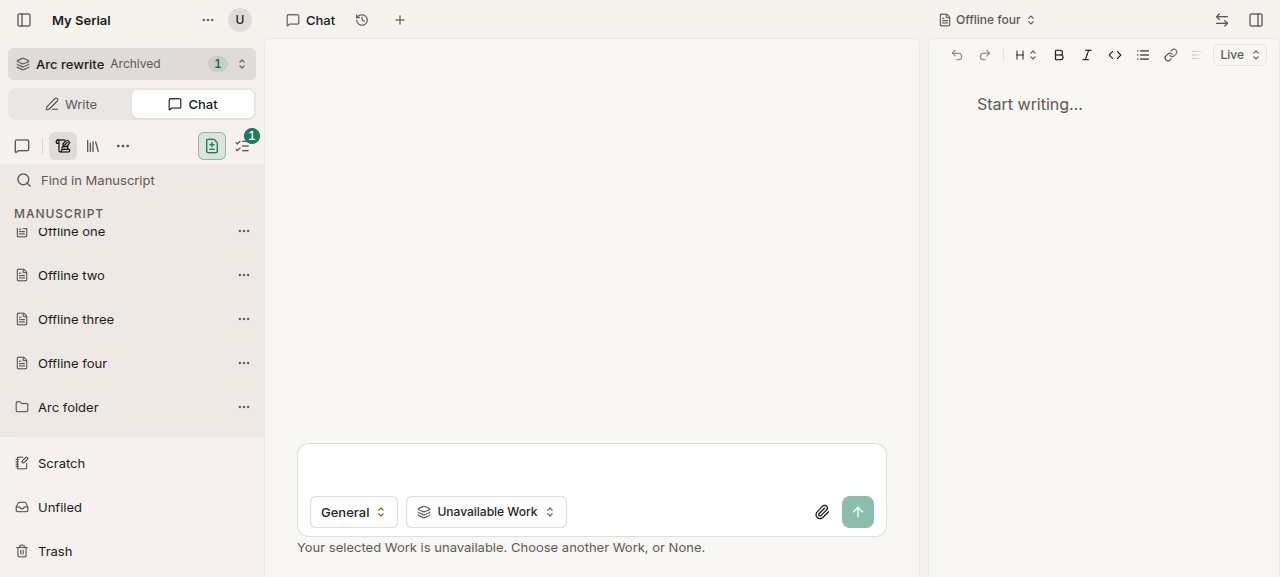 My Serial
U
Chat
Offline four
Arc rewrite Archived 1
Write
Chat
H
B
I
Live
1
Find in Manuscript
MANUSCRIPT
Offline one
Offline two
Offline three
Offline four
Arc folder
Scratch
Unfiled
Trash
Start writing...
General
Unavailable Work
Your selected Work is unavailable. Choose another Work, or None.